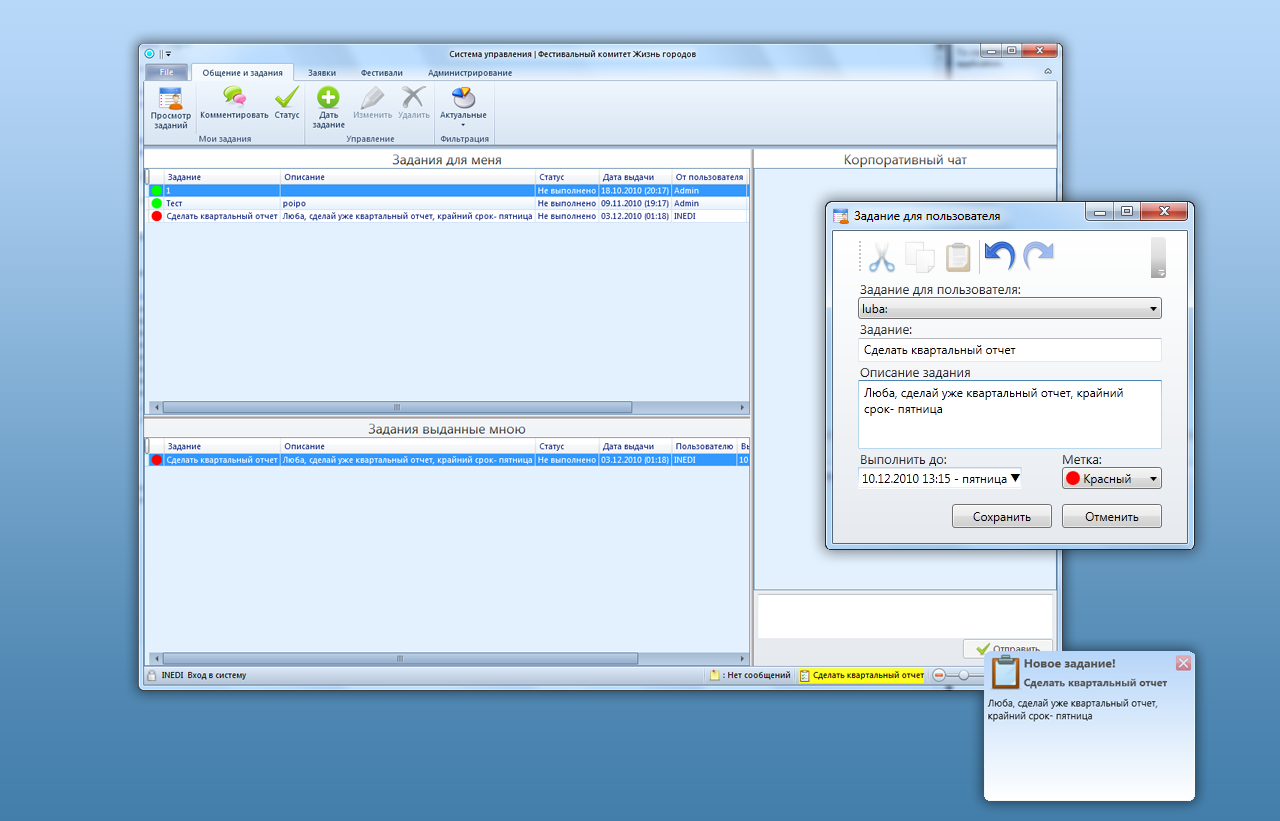 Система управления | Фестивальный комитет Жизнь городов
File Общение и задания Заявки Фестивали Администрирование
Просмотр заданий
Комментировать
Статус
Дать задание
Изменить
Удалить
Актуальные
Мои задания Управление Фильтрация
Задания для меня
Задание Описание Статус Дата выдачи От пользователя
1 Не выполнено 18.10.2010 (20:17) Admin
Тест poipo Не выполнено 09.11.2010 (19:17) Admin
Сделать квартальный отчет Люба, сделай уже квартальный отчет, крайний срок- пятница Не выполнено 03.12.2010 (01:18) INEDI
Задания выданные мною
Задание Описание Статус Дата выдачи Пользователю Вы
Сделать квартальный отчет Люба, сделай уже квартальный отчет, крайний срок- пятница Не выполнено 03.12.2010 (01:18) INEDI 10
Корпоративный чат
Отправить
INEDI Вход в систему : Нет сообщений Сделать квартальный отчет
Задание для пользователя
Задание для пользователя:
luba:
Задание:
Сделать квартальный отчет
Описание задания
Люба, сделай уже квартальный отчет, крайний
срок- пятница
Выполнить до: Метка:
10.12.2010 13:15 - пятница Красный
Сохранить Отменить
Новое задание!
Сделать квартальный отчет
Люба, сделай уже квартальный отчет,
крайний срок- пятница